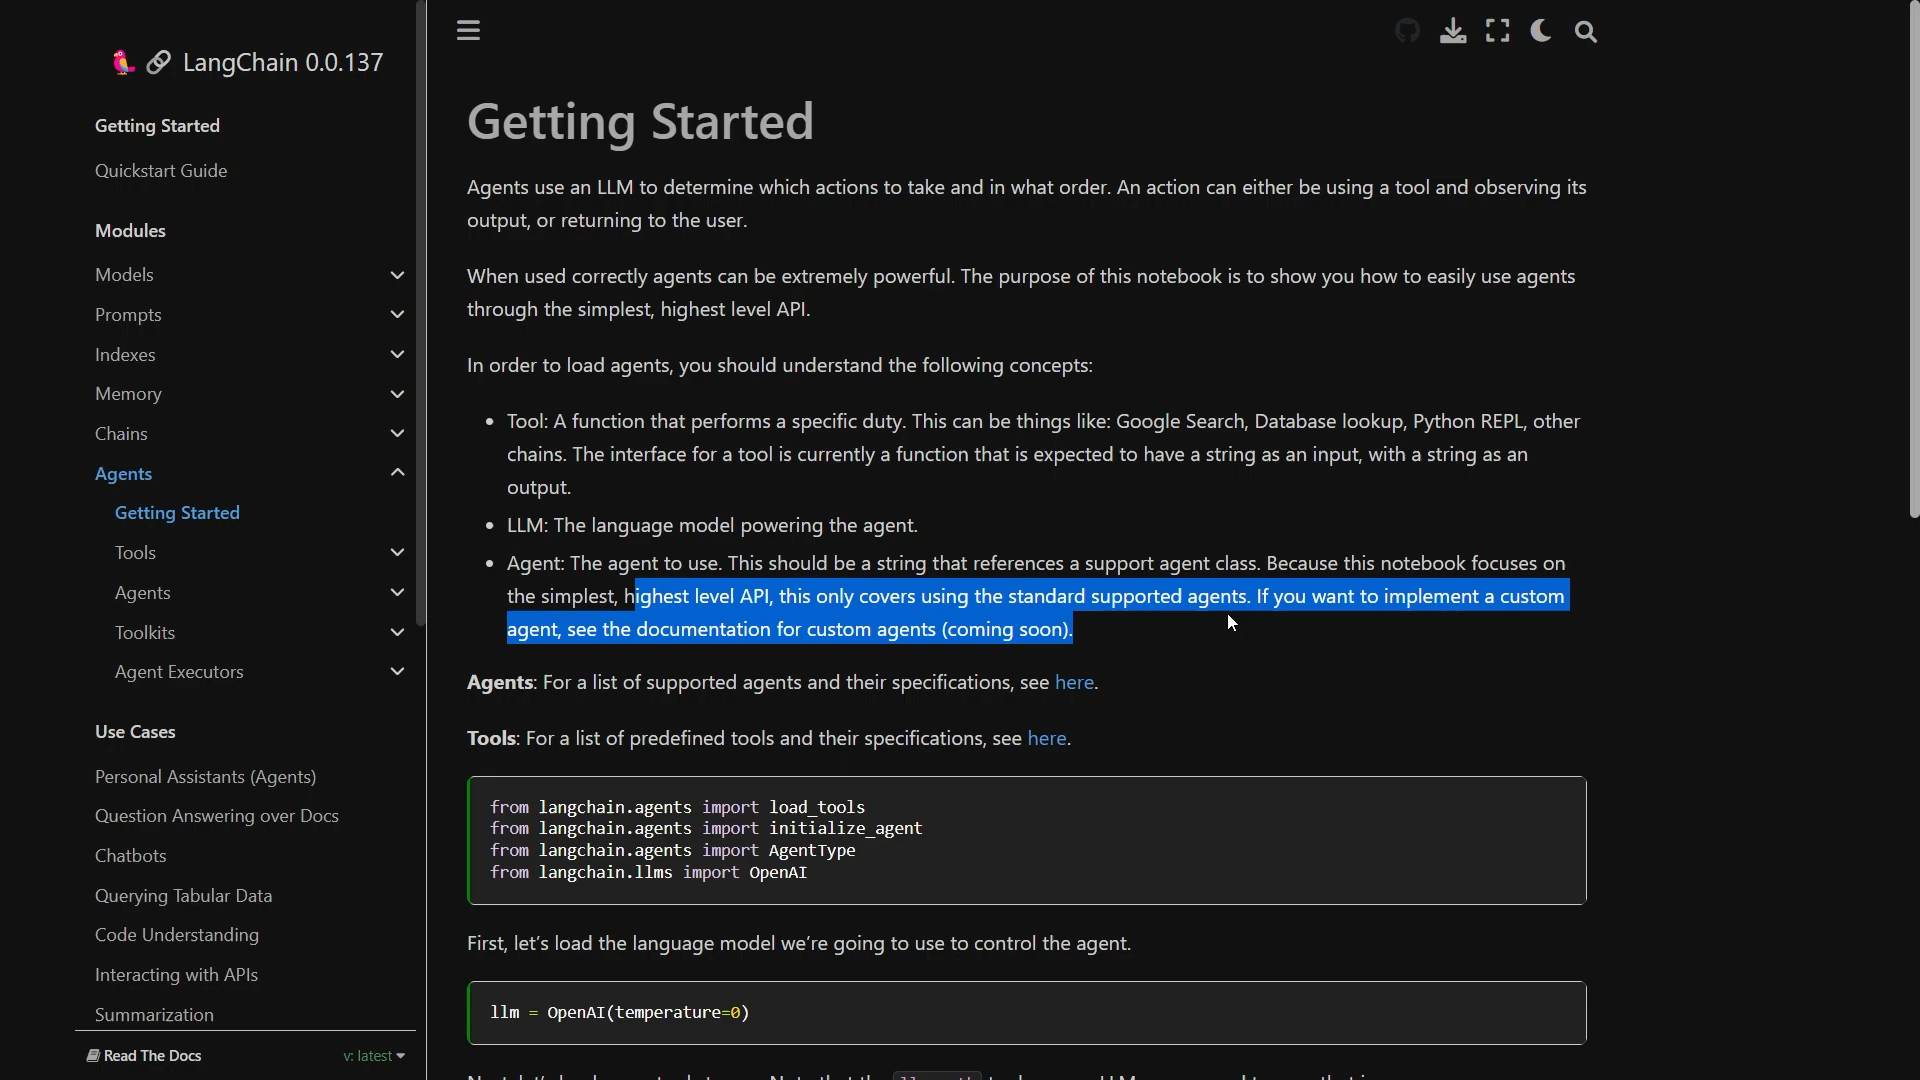 LangChain 0.0.137
Getting Started
Quickstart Guide
Modules
Models
Prompts
Indexes
Memory
Chains
Agents
Getting Started
Tools
Agents
Toolkits
Agent Executors
Use Cases
Personal Assistants (Agents)
Question Answering over Docs
Chatbots
Querying Tabular Data
Code Understanding
Interacting with APIs
Summarization
Read The Docs
v: latest
Getting Started
Agents use an LLM to determine which actions to take and in what order. An action can either be using a tool and observing its
output, or returning to the user.
When used correctly agents can be extremely powerful. The purpose of this notebook is to show you how to easily use agents
through the simplest, highest level API.
In order to load agents, you should understand the following concepts:
• Tool: A function that performs a specific duty. This can be things like: Google Search, Database lookup, Python REPL, other
chains. The interface for a tool is currently a function that is expected to have a string as an input, with a string as an
output.
• LLM: The language model powering the agent.
• Agent: The agent to use. This should be a string that references a support agent class. Because this notebook focuses on
the simplest, highest level API, this only covers using the standard supported agents. If you want to implement a custom
agent, see the documentation for custom agents (coming soon).
Agents: For a list of supported agents and their specifications, see here.
Tools: For a list of predefined tools and their specifications, see here.
from langchain.agents import load_tools
from langchain.agents import initialize_agent
from langchain.agents import AgentType
from langchain.llms import OpenAI
First, let's load the language model we're going to use to control the agent.
llm = OpenAI(temperature=0)